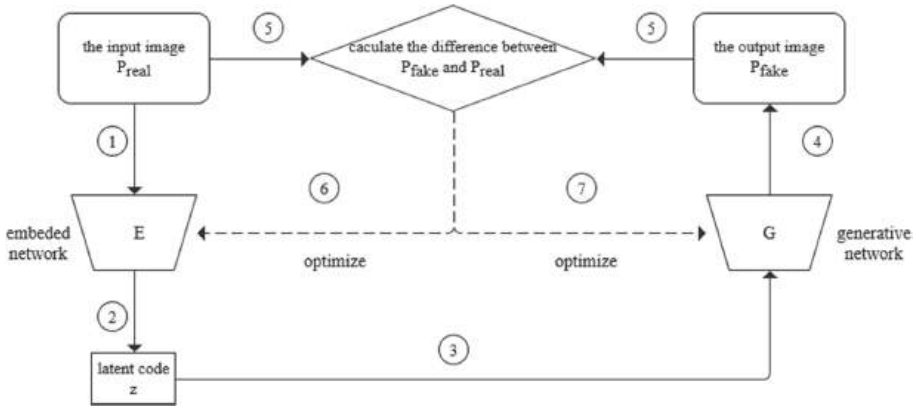 the input image
Preal
5
caculate the difference between
Pfake and Preal
5
the output image
Pfake
1
4
6
7
embeded
network
E
optimize
optimize
G
generative
network
2
3
latent code
z